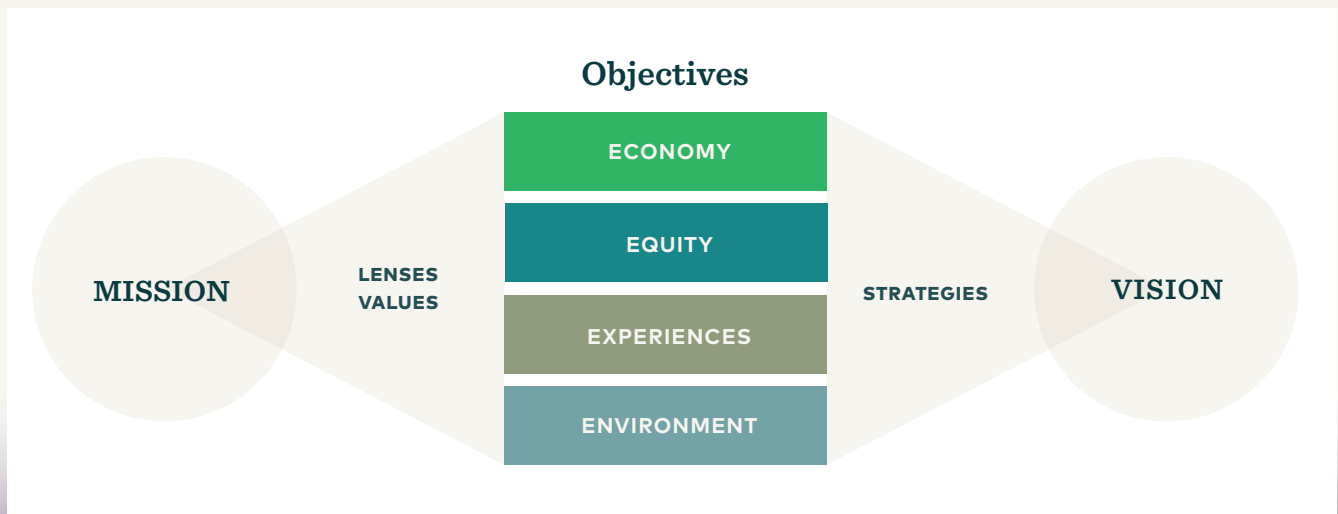 Objectives
MISSION
LENSES
VALUES
ECONOMY
EQUITY
EXPERIENCES
ENVIRONMENT
STRATEGIES
VISION